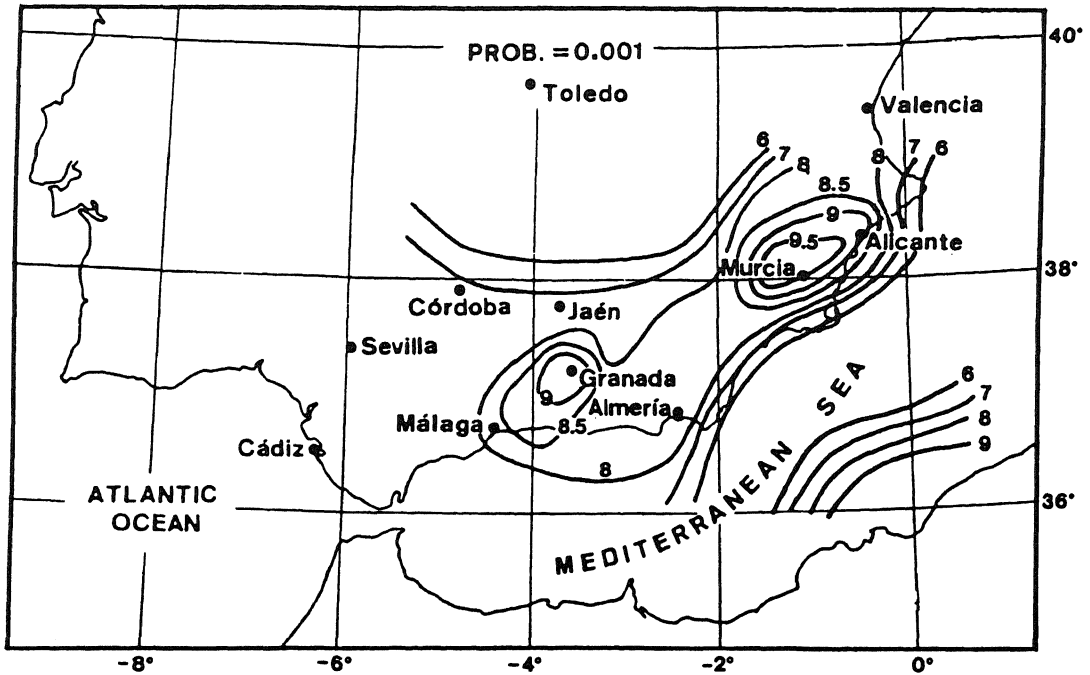 40°
PROB. = 0.001
Toledo
Valencia
6
7
8
8
7
6
8.5
9
9.5
Alicante
Murcia
38°
Córdoba
Jaén
Sevilla
Granada
9
Almería
8.5
Málaga
Cádiz
8
SEA
6
7
8
9
ATLANTIC
OCEAN
36°
MEDITERRANEAN
-8°
-6°
-4°
-2°
0°